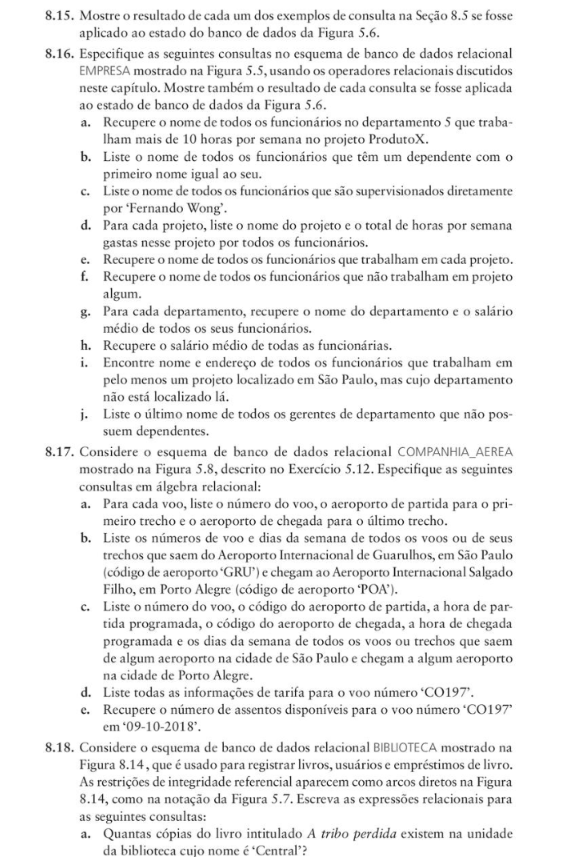 8.15. Mostre o resultado de cada um dos exemplos de consulta na Seção 8.5 se fosse
aplicado ao estado do banco de dados da Figura 5.6.
8.16. Especifique as seguintes consultas no esquema de banco de dados relacional
EMPRESA mostrado na Figura 5.5, usando os operadores relacionais discutidos
neste capítulo. Mostre também o resultado de cada consulta se fosse aplicada
ao estado de banco de dados da Figura 5.6.
a. Recupere o nome de todos os funcionários no departamento 5 que traba-
lham mais de 10 horas por semana no projeto ProdutoX.
b. Liste o nome de todos os funcionários que têm um dependente com o
primeiro nome igual ao seu.
c. Liste o nome de todos os funcionários que são supervisionados diretamente
por ‘Fernando Wong’.
d. Para cada projeto, liste o nome do projeto e o total de horas por semana
gastas nesse projeto por todos os funcionários.
e. Recupere o nome de todos os funcionários que trabalham em cada projeto.
f. Recupere o nome de todos os funcionários que não trabalham em projeto
algum.
g. Para cada departamento, recupere o nome do departamento e o salário
médio de todos os seus funcionários.
h. Recupere o salário médio de todas as funcionárias.
i. Encontre nome e endereço de todos os funcionários que trabalham em
pelo menos um projeto localizado em São Paulo, mas cujo departamento
não está localizado lá.
j. Liste o último nome de todos os gerentes de departamento que não pos-
suem dependentes.
8.17. Considere o esquema de banco de dados relacional COMPANHIA_AEREA
mostrado na Figura 5.8, descrito no Exercício 5.12. Especifique as seguintes
consultas em álgebra relacional:
a. Para cada voo, liste o número do voo, o aeroporto de partida para o pri-
meiro trecho e o aeroporto de chegada para o último trecho.
b. Liste os números de voo e dias da semana de todos os voos ou de seus
trechos que saem do Aeroporto Internacional de Guarulhos, em São Paulo
(código de aeroporto ‘GRU’) e chegam ao Aeroporto Internacional Salgado
Filho, em Porto Alegre (código de aeroporto ‘POA’).
c. Liste o número do voo, o código do aeroporto de partida, a hora de par-
tida programada, o código do aeroporto de chegada, a hora de chegada
programada e os dias da semana de todos os voos ou trechos que saem
de algum aeroporto na cidade de São Paulo e chegam a algum aeroporto
na cidade de Porto Alegre.
d. Liste todas as informações de tarifa para o voo número ‘CO197’.
e. Recupere o número de assentos disponíveis para o voo número ‘CO197’
em ‘09-10-2018’.
8.18. Considere o esquema de banco de dados relacional BIBLIOTECA mostrado na
Figura 8.14, que é usado para registrar livros, usuários e empréstimos de livro.
As restrições de integridade referencial aparecem como arcos diretos na Figura
8.14, como na notação da Figura 5.7. Escreva as expressões relacionais para
as seguintes consultas:
a. Quantas cópias do livro intitulado A tribo perdida existem na unidade
da biblioteca cujo nome é ‘Central’?